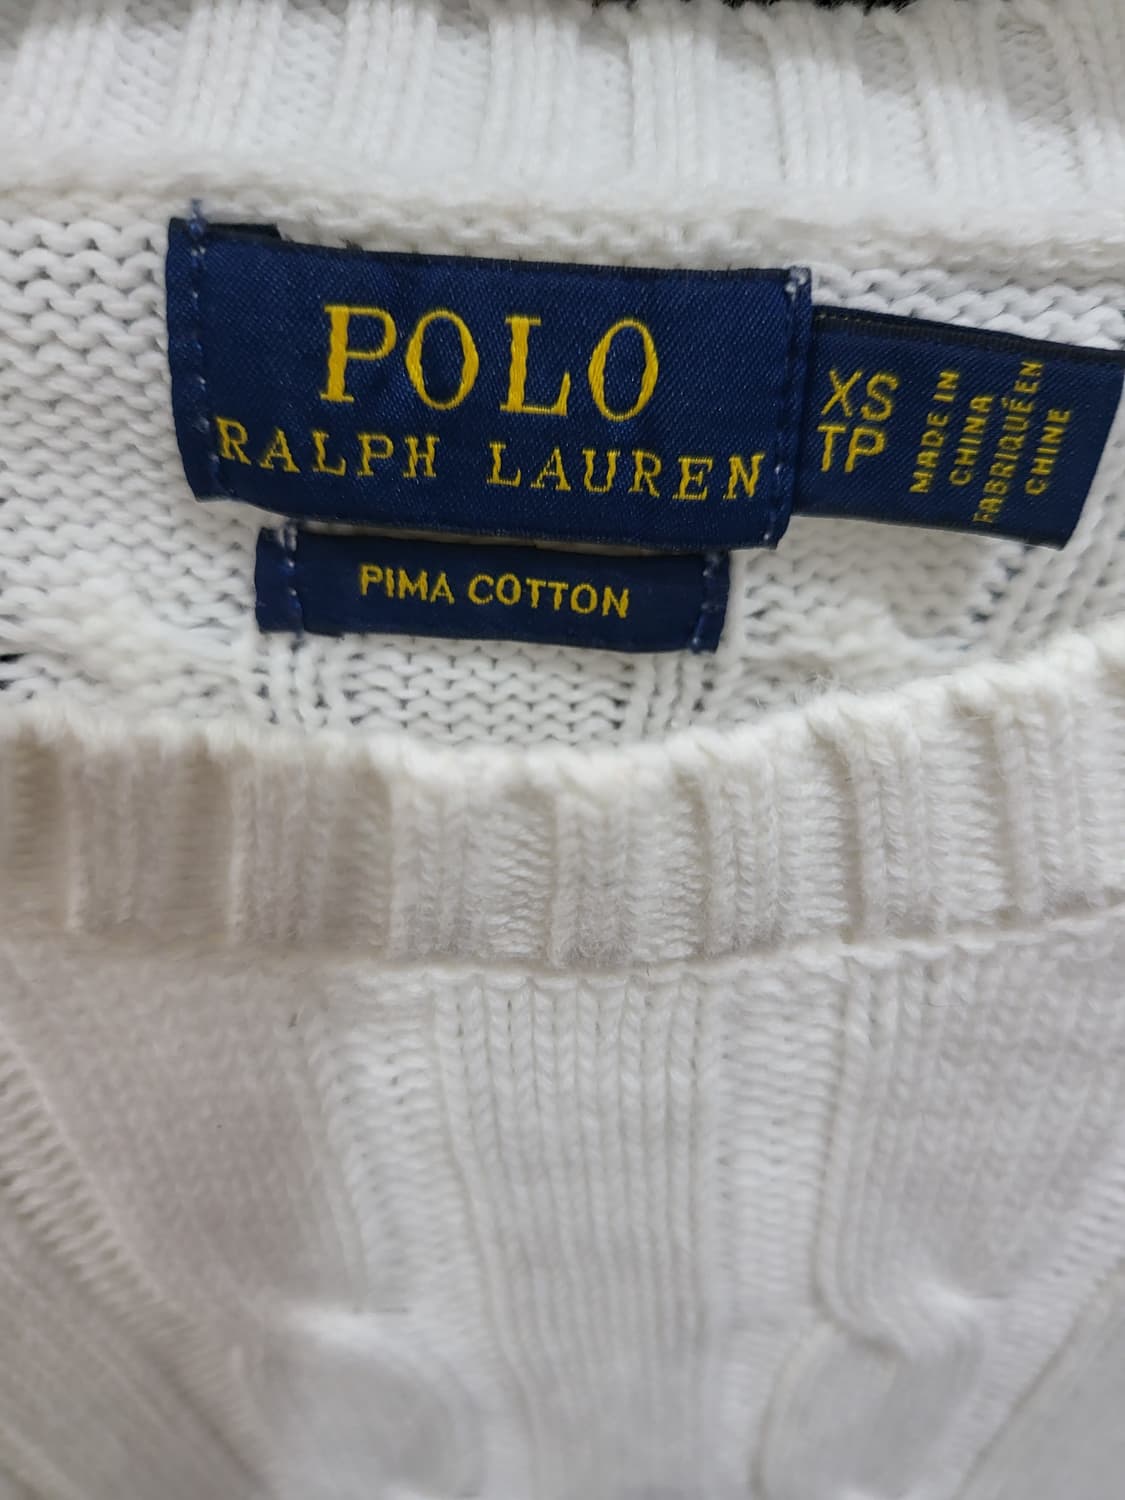 POLO
RALPH LAUREN
PIMA COTTON
XS
TP
MADE IN
CHINA
FABRIQUÉ EN
CHINE